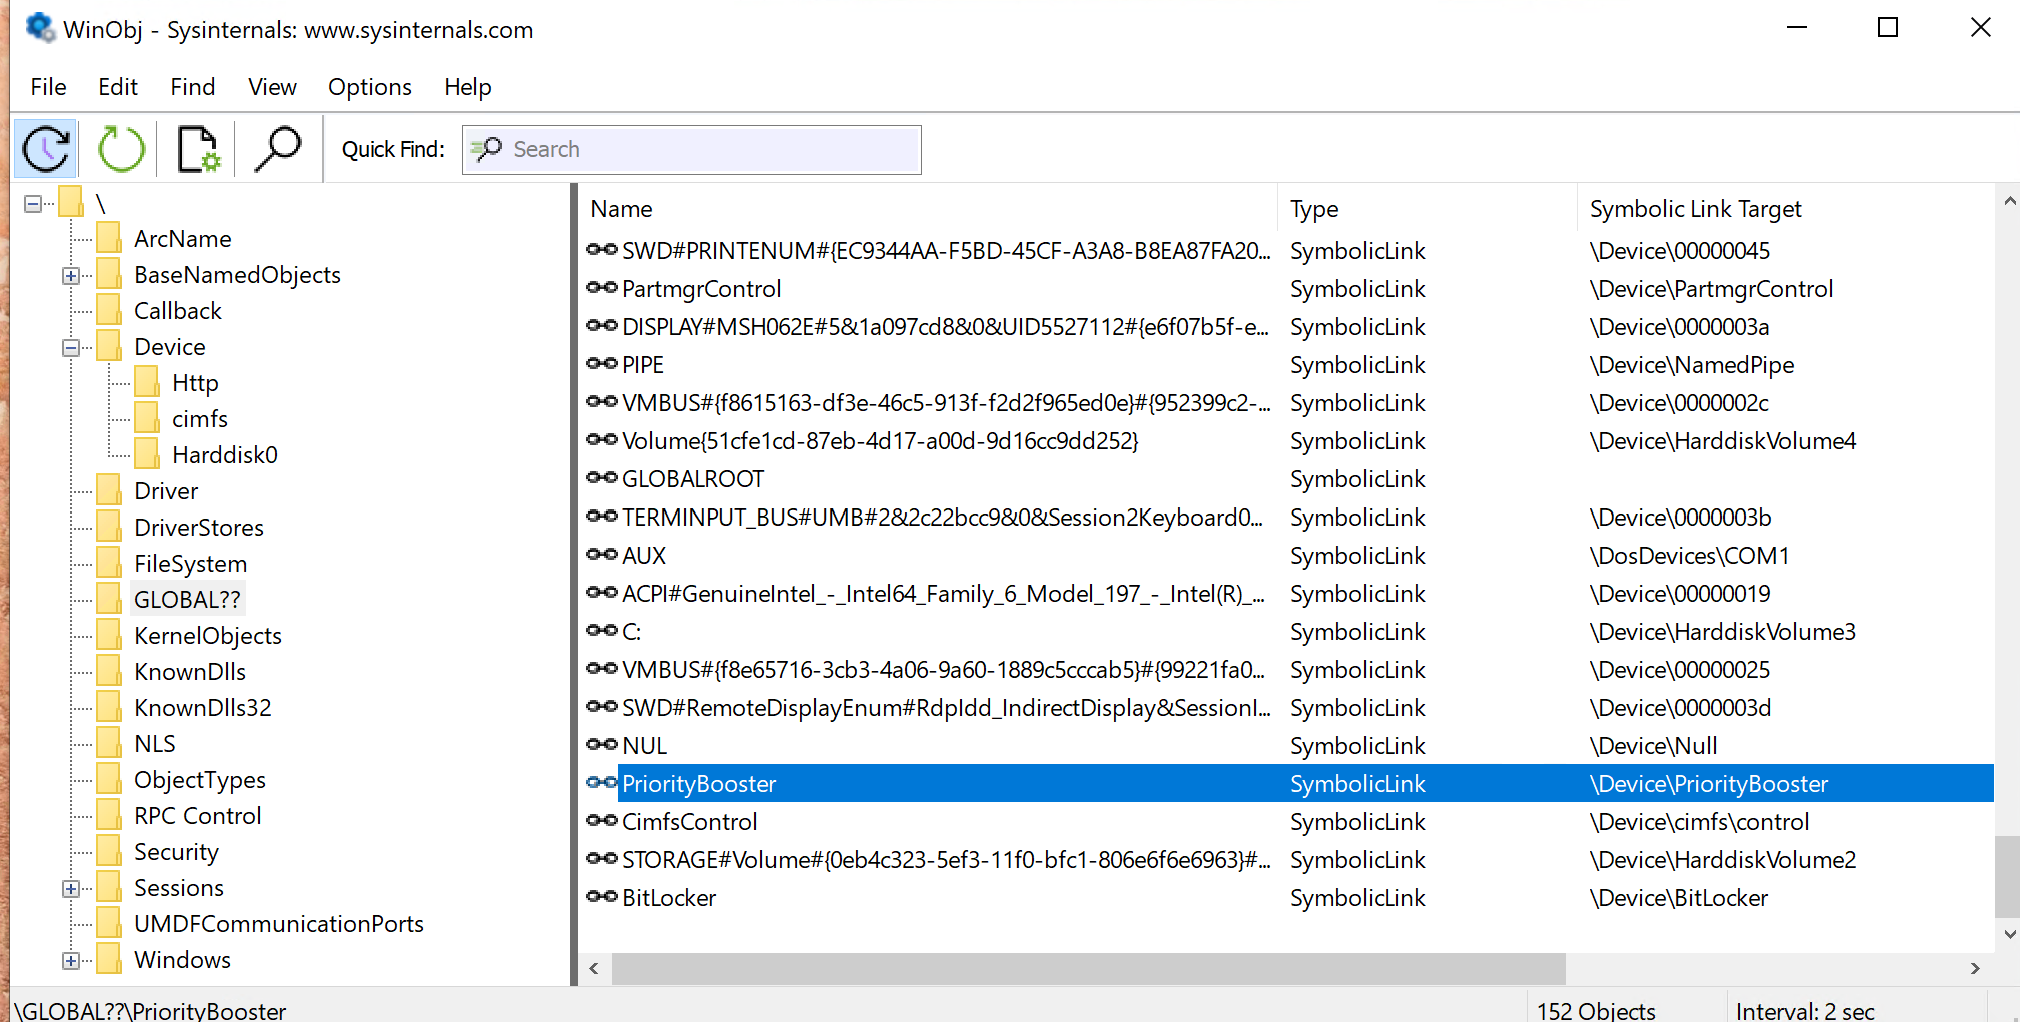 WinObj - Sysinternals: www.sysinternals.com
File Edit Find View Options Help
Quick Find: Search
\
ArcName
BaseNamedObjects
Callback
Device
Http
cimfs
Harddisk0
Driver
DriverStores
FileSystem
GLOBAL??
KernelObjects
KnownDlls
KnownDlls32
NLS
ObjectTypes
RPC Control
Security
Sessions
UMDFCommunicationPorts
Windows
Name Type Symbolic Link Target
SWD#PRINTENUM#{EC9344AA-F5BD-45CF-A3A8-B8EA87FA20... SymbolicLink \Device\00000045
PartmgrControl SymbolicLink \Device\PartmgrControl
DISPLAY#MSH062E#5&1a097cd8&0&UID5527112#{e6f07b5f-e... SymbolicLink \Device\0000003a
PIPE SymbolicLink \Device\NamedPipe
VMBUS#{f8615163-df3e-46c5-913f-f2d2f965ed0e}#{952399c2-... SymbolicLink \Device\0000002c
Volume{51cfe1cd-87eb-4d17-a00d-9d16cc9dd252} SymbolicLink \Device\HarddiskVolume4
GLOBALROOT SymbolicLink
TERMINPUT_BUS#UMB#2&2c22bcc9&0&Session2Keyboard0... SymbolicLink \Device\0000003b
AUX SymbolicLink \DosDevices\COM1
ACPI#GenuineIntel_-_Intel64_Family_6_Model_197_-_Intel(R)_... SymbolicLink \Device\00000019
C: SymbolicLink \Device\HarddiskVolume3
VMBUS#{f8e65716-3cb3-4a06-9a60-1889c5cccab5}#{99221fa0... SymbolicLink \Device\00000025
SWD#RemoteDisplayEnum#RdpIdd_IndirectDisplay&SessionI... SymbolicLink \Device\0000003d
NUL SymbolicLink \Device\Null
PriorityBooster SymbolicLink \Device\PriorityBooster
CimfsControl SymbolicLink \Device\cimfs\control
STORAGE#Volume#{0eb4c323-5ef3-11f0-bfc1-806e6f6e6963}#... SymbolicLink \Device\HarddiskVolume2
BitLocker SymbolicLink \Device\BitLocker
\GLOBAL??\PriorityBooster 152 Objects Interval: 2 sec